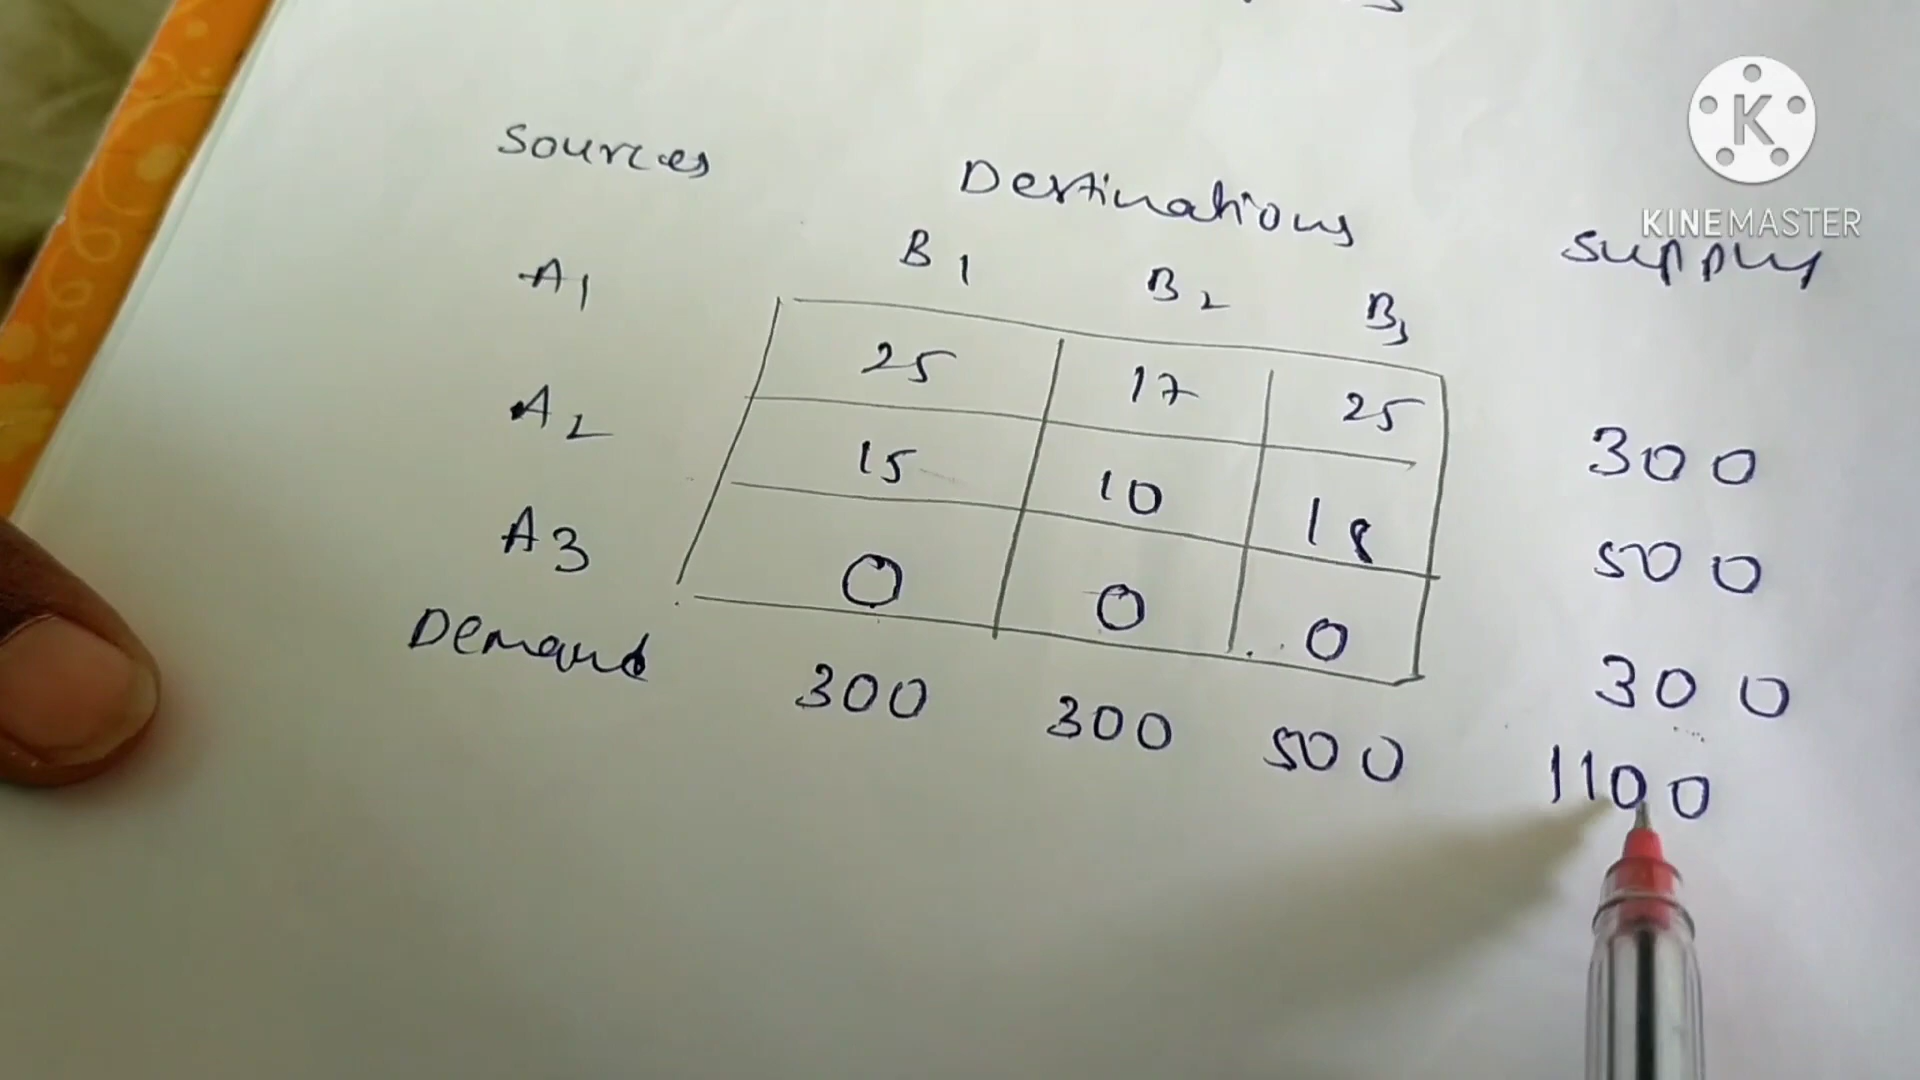 KINEMASTER
Sources Destinations Supply
A1 B1 B2 B3
25 17 25 300
A2 15 10 18 500
A3 0 0 0 300
Demand 300 300 500 1100